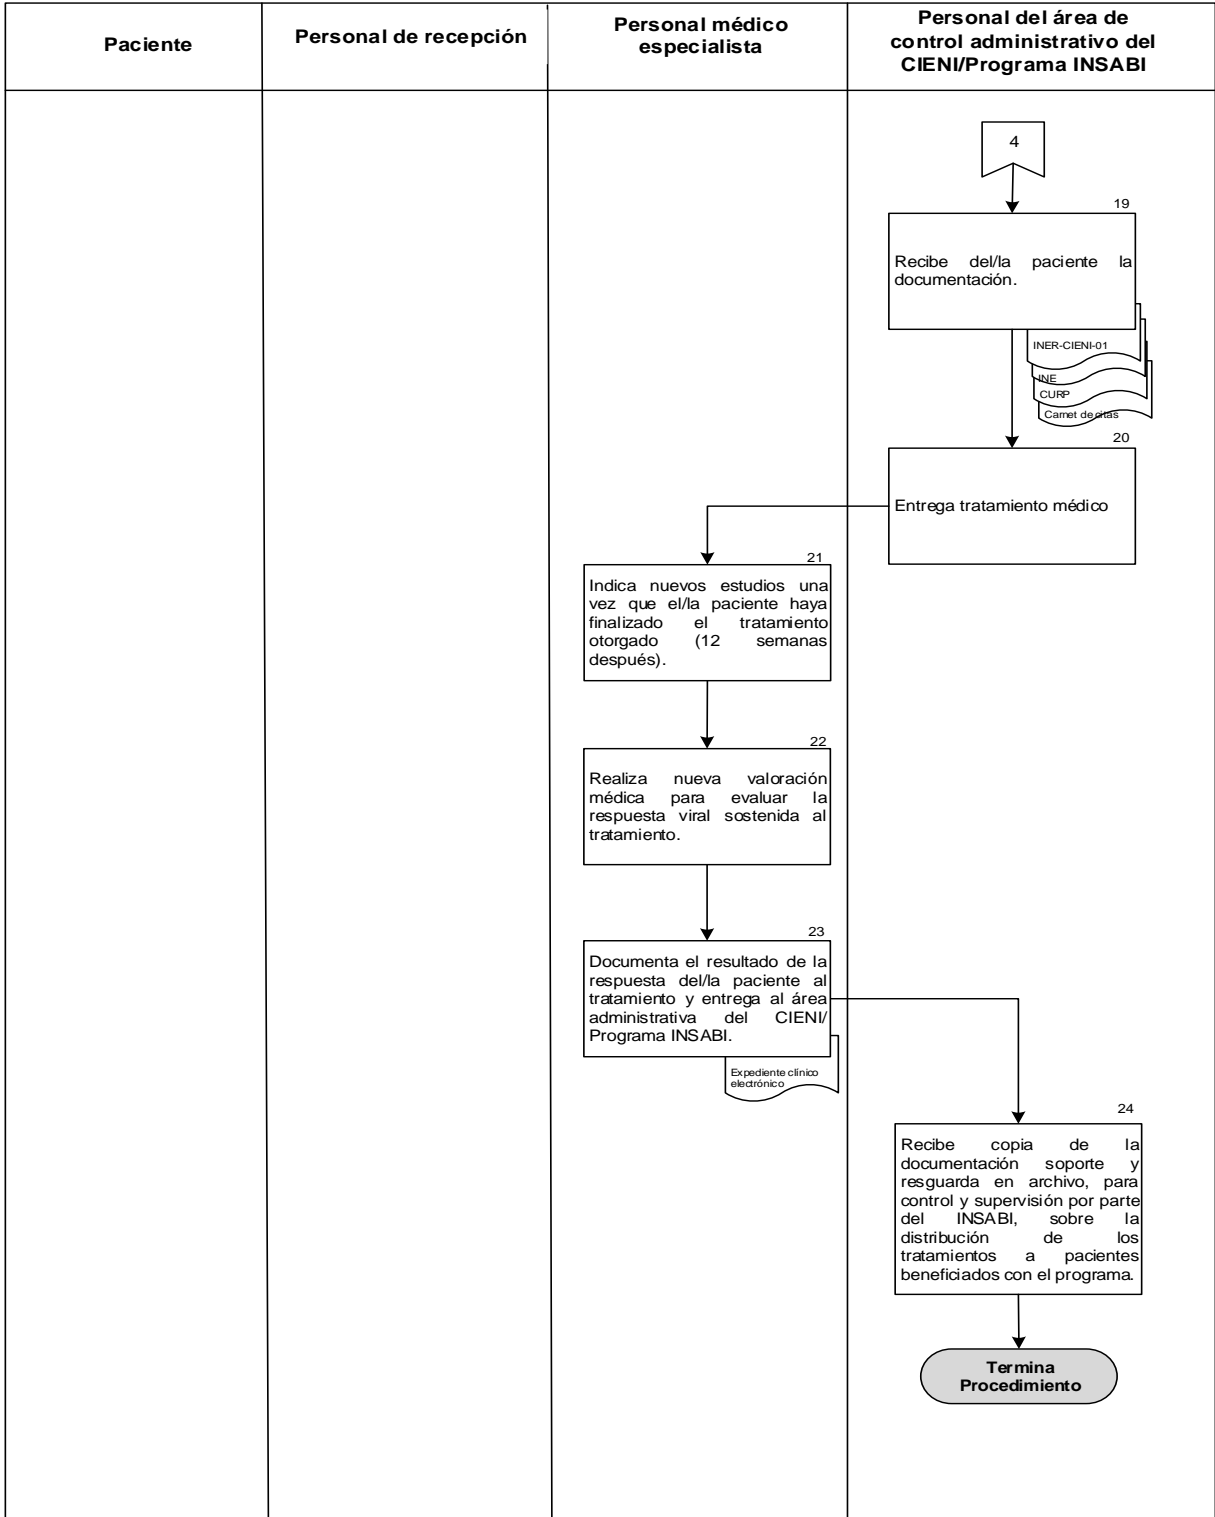 Paciente
Personal de recepción
Personal médico
especialista
Personal del área de
control administrativo del
CIENI/Programa INSABI
4
19
Recibe del/la paciente la
documentación.
INER-CIENI-01
INE
CURP
Carnet de citas
20
Entrega tratamiento médico
21
Indica nuevos estudios una
vez que el/la paciente haya
finalizado el tratamiento
otorgado (12 semanas
después).
22
Realiza nueva valoración
médica para evaluar la
respuesta viral sostenida al
tratamiento.
23
Documenta el resultado de la
respuesta del/la paciente al
tratamiento y entrega al área
administrativa del CIENI/
Programa INSABI.
Expediente clínico
electrónico
24
Recibe copia de la
documentación soporte y
resguarda en archivo, para
control y supervisión por parte
del INSABI, sobre la
distribución de los
tratamientos a pacientes
beneficiados con el programa.
Termina
Procedimiento